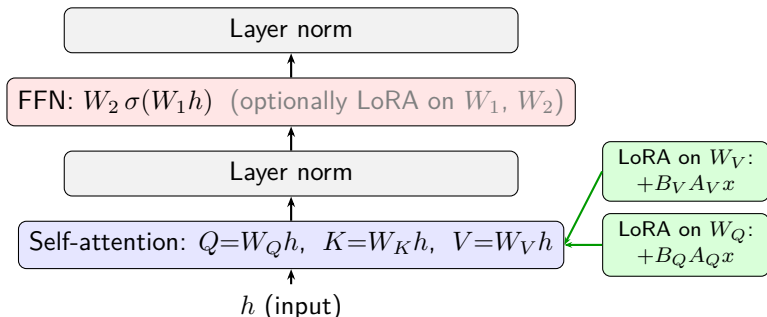 Layer norm
FFN: W₂ σ(W₁h) (optionally LoRA on W₁, W₂)
Layer norm
LoRA on W_V:
+B_V A_V x
Self-attention: Q=W_Q h, K=W_K h, V=W_V h
LoRA on W_Q:
+B_Q A_Q x
h (input)